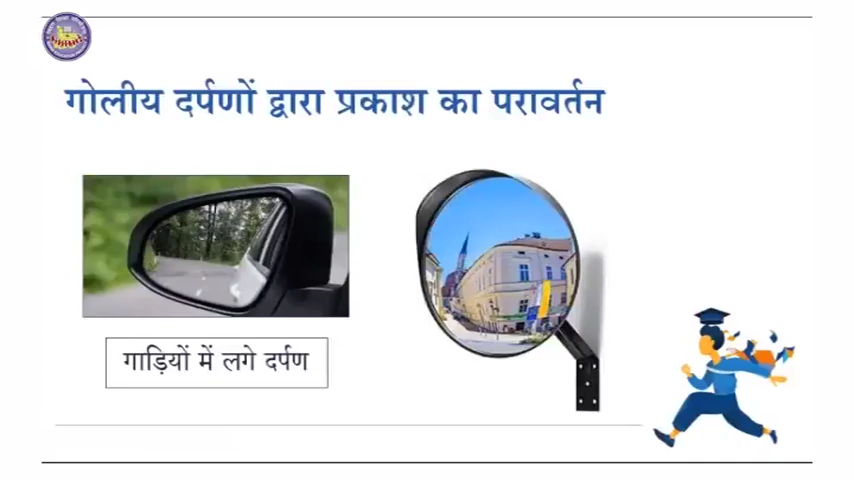 गोलीय दर्पणों द्वारा प्रकाश का परावर्तन
गाड़ियों में लगे दर्पण